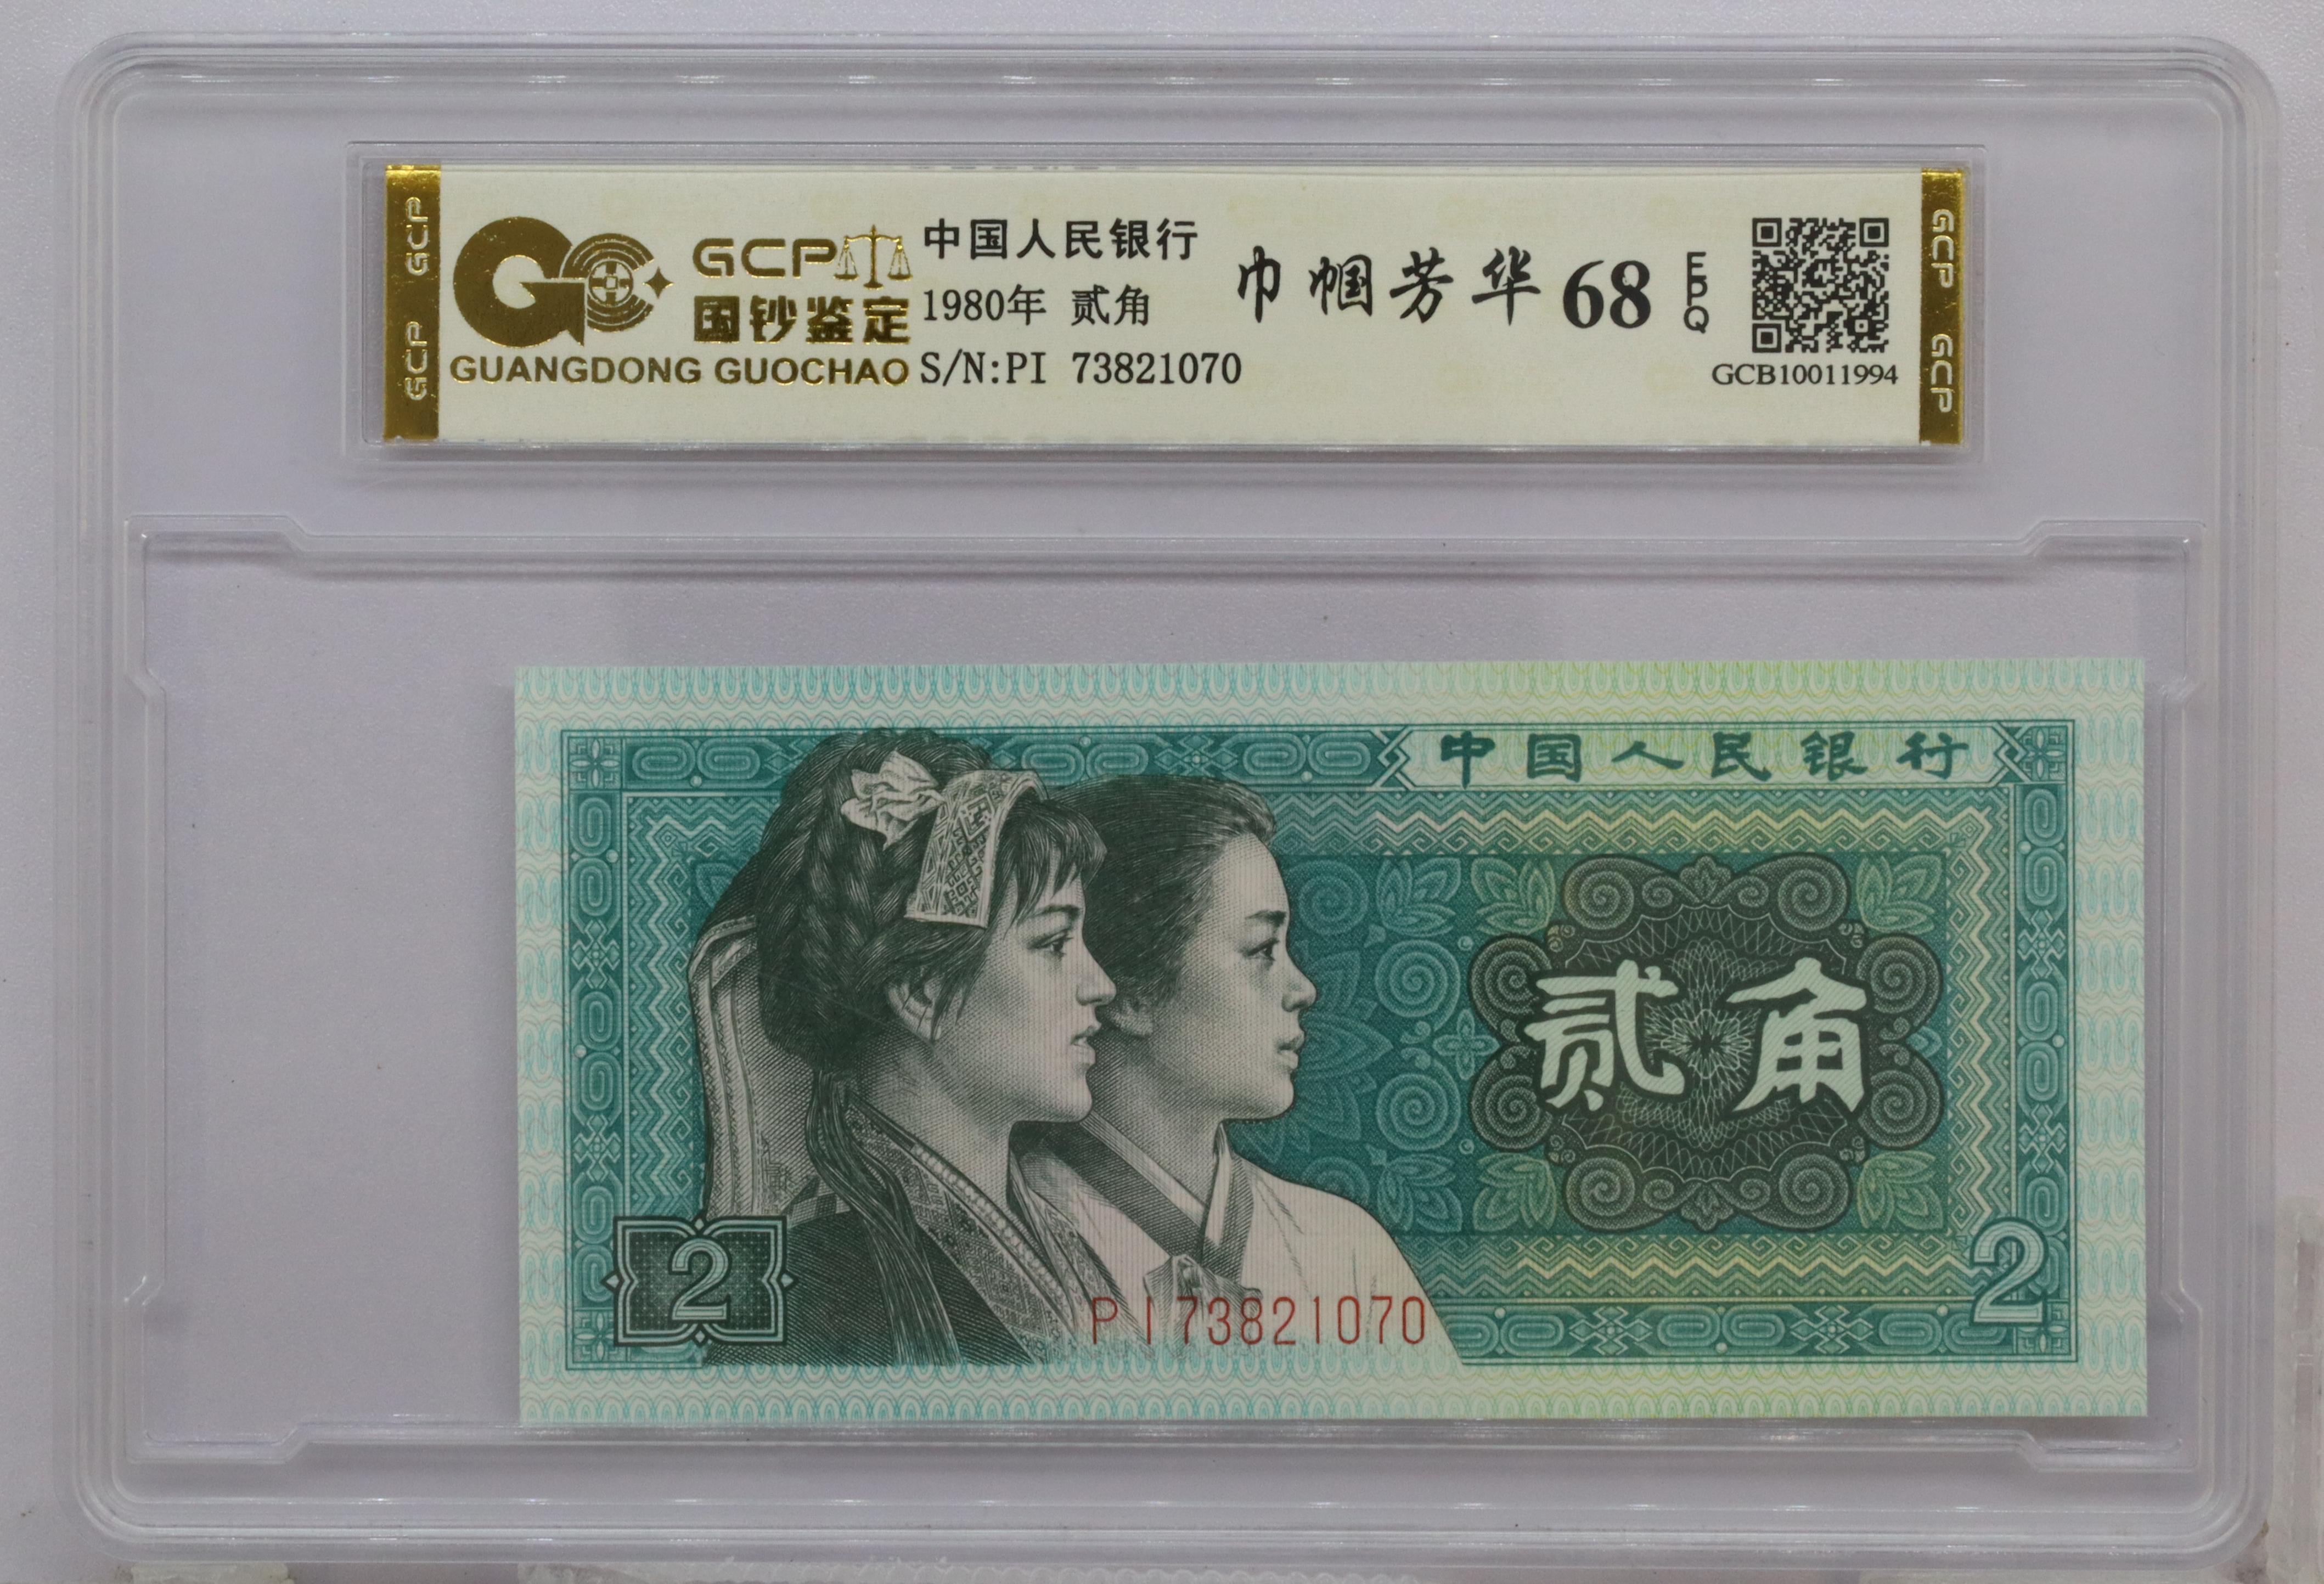 GCP GCP
GCP
国钞鉴定
GUANGDONG GUOCHAO
中国人民银行
1980年 贰角
S/N:PI 73821070
巾帼芳华 68
EPQ
GCB10011994
GCP GCP
中国人民银行
贰角
2
2
PI73821070